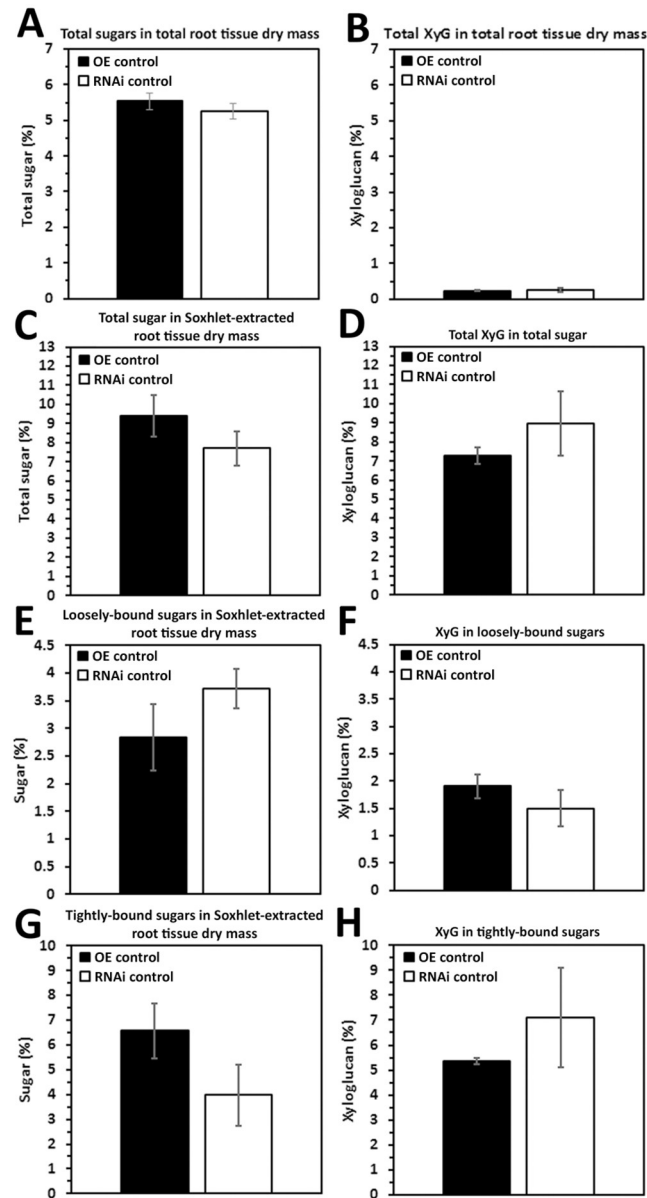 A
Total sugars in total root tissue dry mass
OE control
RNAi control
Total sugar (%)
7
6
5
4
3
2
1
0
B
Total XyG in total root tissue dry mass
OE control
RNAi control
Xyloglucan (%)
7
6
5
4
3
2
1
0
C
Total sugar in Soxhlet-extracted
root tissue dry mass
OE control
RNAi control
Total sugar (%)
13
12
11
10
9
8
7
6
5
4
3
2
1
0
D
Total XyG in total sugar
OE control
RNAi control
Xyloglucan (%)
13
12
11
10
9
8
7
6
5
4
3
2
1
0
E
Loosely-bound sugars in Soxhlet-extracted
root tissue dry mass
OE control
RNAi control
Sugar (%)
4.5
4
3.5
3
2.5
2
1.5
1
0.5
0
F
XyG in loosely-bound sugars
OE control
RNAi control
Xyloglucan (%)
4.5
4
3.5
3
2.5
2
1.5
1
0.5
0
G
Tightly-bound sugars in Soxhlet-extracted
root tissue dry mass
OE control
RNAi control
Sugar (%)
10
9
8
7
6
5
4
3
2
1
0
H
XyG in tightly-bound sugars
OE control
RNAi control
Xyloglucan (%)
10
9
8
7
6
5
4
3
2
1
0